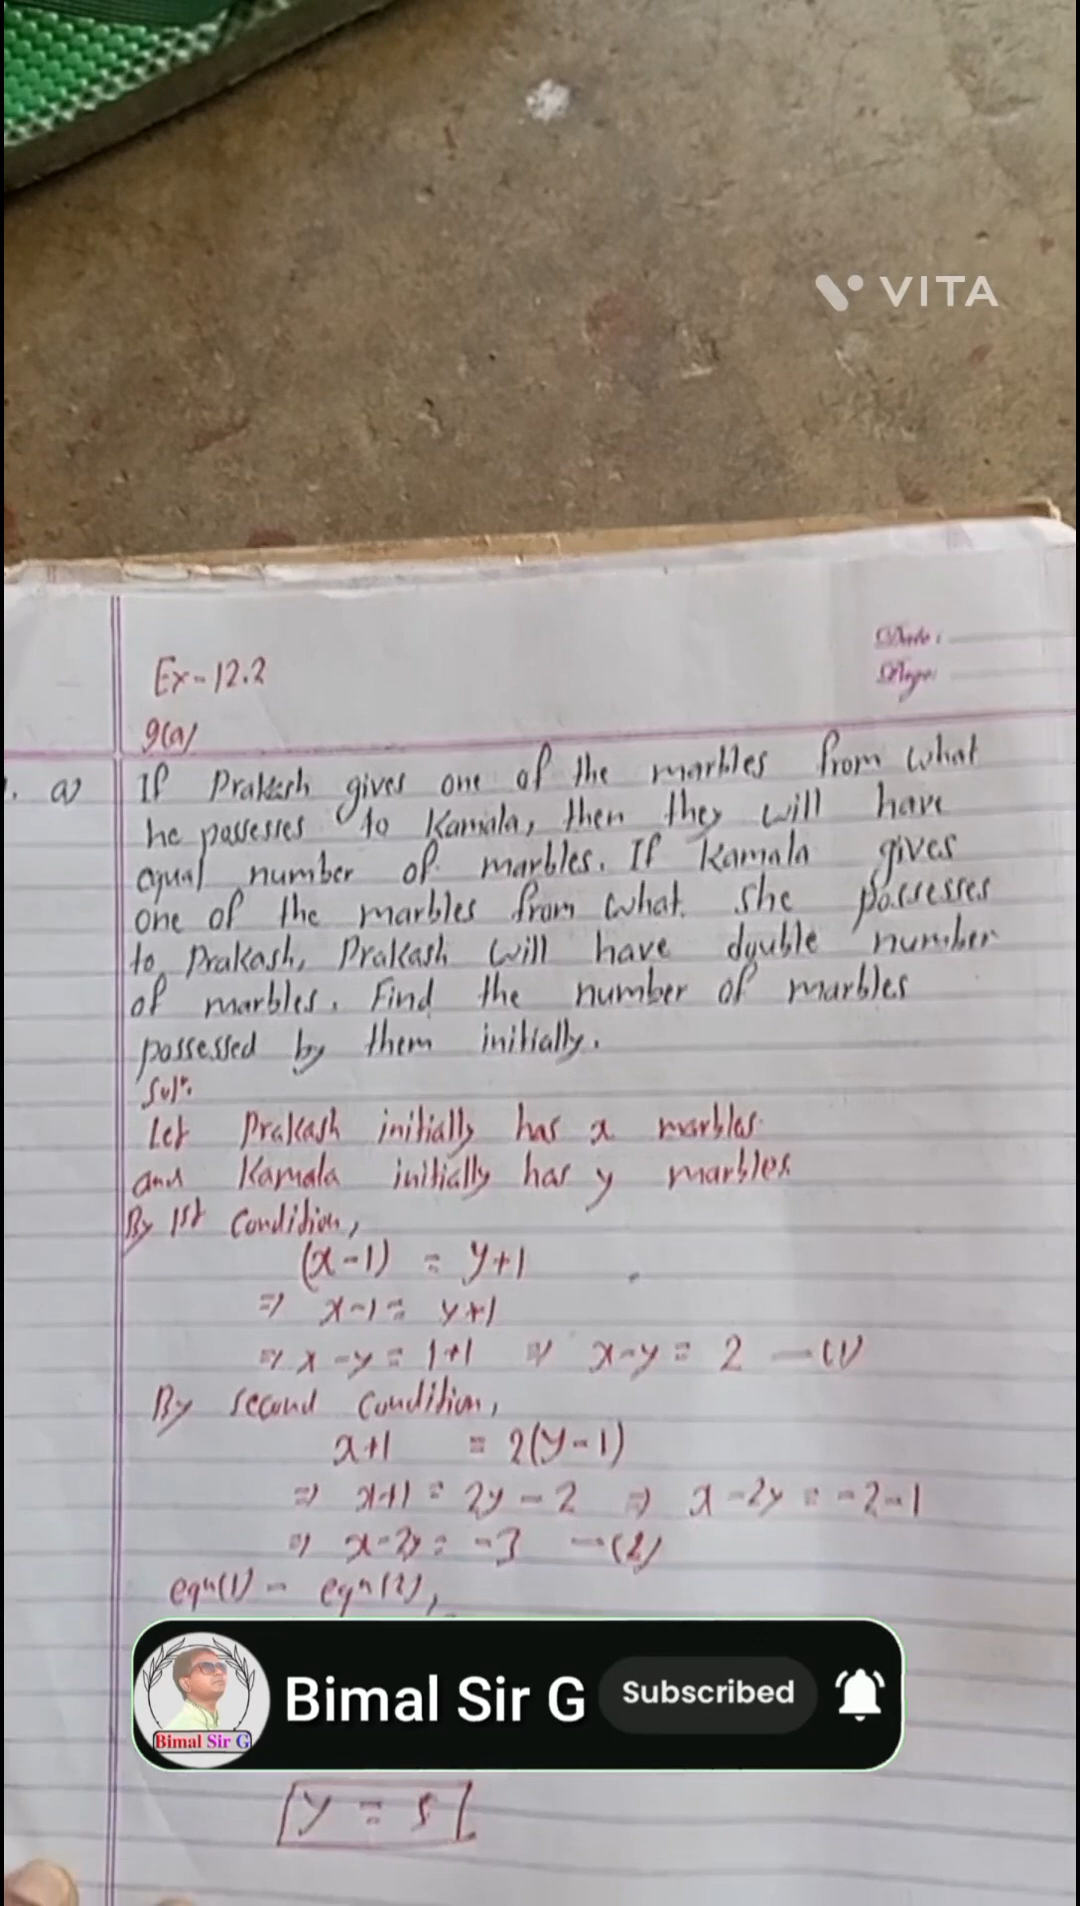 VITA
Date:
Page:
Ex-12.2
9(a)
a) If Prakash gives one of the marbles from what
he possesses to Kamala, then they will have
equal number of marbles. If Kamala gives
one of the marbles from what she possesses
to Prakash, Prakash will have double number
of marbles. Find the number of marbles
possessed by them initially.
Solⁿ.
Let Prakash initially has x marbles
and Kamala initially has y marbles
By 1st Condition,
(x-1) = y+1
⇒ x-1 = y+1
⇒ x-y = 1+1 ⇒ x-y = 2 —(1)
By second Condition,
x+1 = 2(y-1)
⇒ x+1 = 2y-2 ⇒ x-2y = -2-1
⇒ x-2y = -3 —(2)
eqn(1) - eqn(2),
Bimal Sir G
Bimal Sir G Subscribed
y = 5